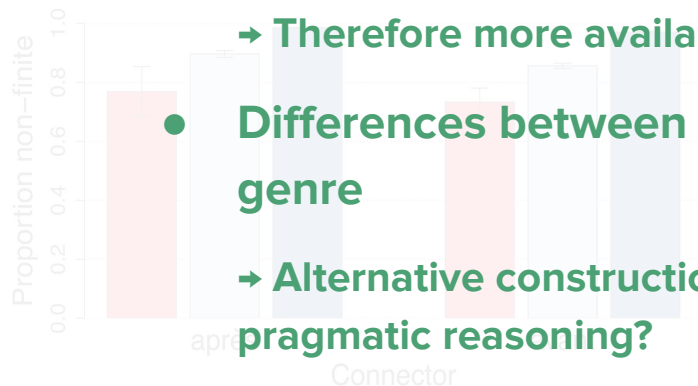 → Therefore more availa
• Differences between
genre
→ Alternative constructio
pragmatic reasoning?
Proportion non−finite
0.0 0.2 0.4 0.6 0.8 1.0
Connector